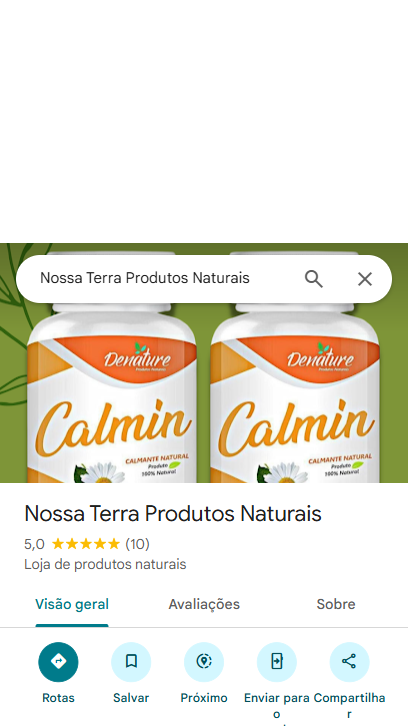 Nossa Terra Produtos Naturais
Denature
Produtos Naturais
Calmin
CALMANTE NATURAL
Produto
100% Natural
Denature
Produtos Naturais
Calmin
CALMANTE NATURAL
Produto
100% Natural
Nossa Terra Produtos Naturais
5,0 ★★★★★ (10)
Loja de produtos naturais
Visão geral Avaliações Sobre
Rotas Salvar Próximo Enviar para o Compartilhar